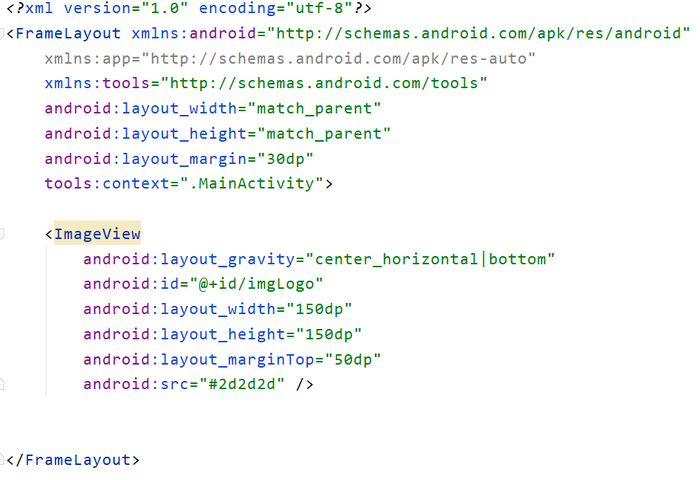 <?xml version="1.0" encoding="utf-8"?>
<FrameLayout xmlns:android="http://schemas.android.com/apk/res/android"
    xmlns:app="http://schemas.android.com/apk/res-auto"
    xmlns:tools="http://schemas.android.com/tools"
    android:layout_width="match_parent"
    android:layout_height="match_parent"
    android:layout_margin="30dp"
    tools:context=".MainActivity">

    <ImageView
        android:layout_gravity="center_horizontal|bottom"
        android:id="@+id/imgLogo"
        android:layout_width="150dp"
        android:layout_height="150dp"
        android:layout_marginTop="50dp"
        android:src="#2d2d2d" />

</FrameLayout>